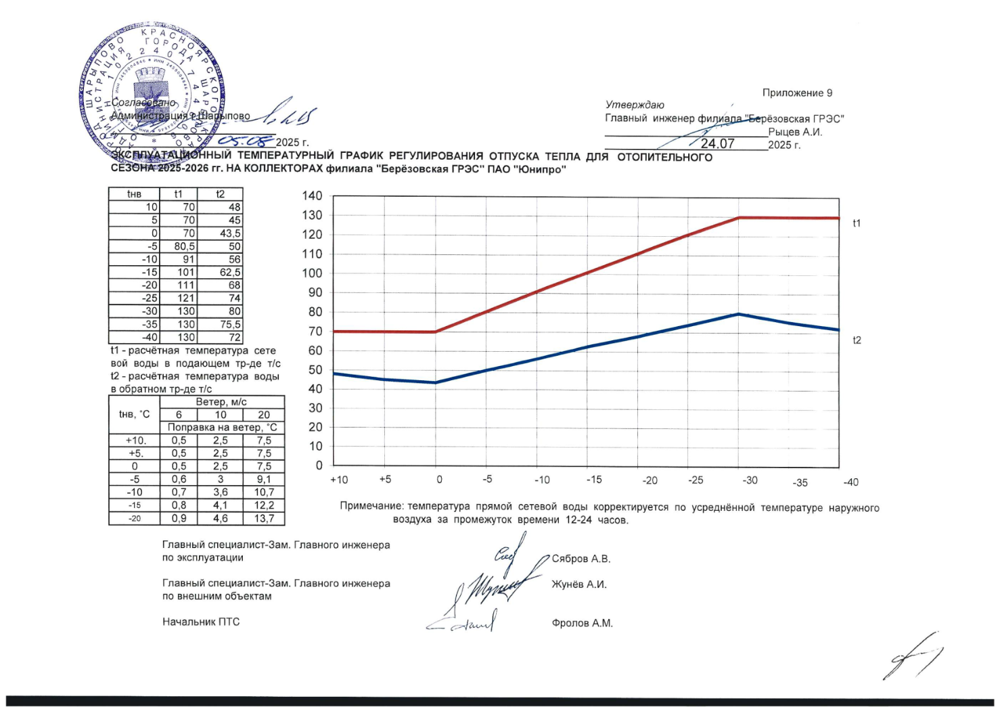 ГОРОД ШАРЫПОВО КРАСНОЯРСКОГО КРАЯ
АДМИНИСТРАЦИЯ ГОРОДА ШАРЫПОВО
Приложение 9
Согласовано
Утверждаю
Администрация г.Шарыпово
Главный инженер филиала "Берёзовская ГРЭС"
Рыцев А.И.
05.08 2025 г.
24.07 2025 г.
ЭКСПЛУАТАЦИОННЫЙ ТЕМПЕРАТУРНЫЙ ГРАФИК РЕГУЛИРОВАНИЯ ОТПУСКА ТЕПЛА ДЛЯ ОТОПИТЕЛЬНОГО
СЕЗОНА 2025-2026 гг. НА КОЛЛЕКТОРАХ филиала "Берёзовская ГРЭС" ПАО "Юнипро"
tнв t1 t2
10 70 48
5 70 45
0 70 43,5
-5 80,5 50
-10 91 56
-15 101 62,5
-20 111 68
-25 121 74
-30 130 80
-35 130 75,5
-40 130 72
t1 - расчётная температура сете
вой воды в подающем тр-де т/с
t2 - расчётная температура воды
в обратном тр-де т/с
tнв, °С Ветер, м/с
6 10 20
Поправка на ветер, °С
+10. 0,5 2,5 7,5
+5. 0,5 2,5 7,5
0 0,5 2,5 7,5
-5 0,6 3 9,1
-10 0,7 3,6 10,7
-15 0,8 4,1 12,2
-20 0,9 4,6 13,7
140
130
120
110
100
90
80
70
60
50
40
30
20
10
0
+10 +5 0 -5 -10 -15 -20 -25 -30 -35 -40
t1
t2
Примечание: температура прямой сетевой воды корректируется по усреднённой температуре наружного
воздуха за промежуток времени 12-24 часов.
Главный специалист-Зам. Главного инженера
по эксплуатации
Сябров А.В.
Главный специалист-Зам. Главного инженера
по внешним объектам
Жунёв А.И.
Начальник ПТС
Фролов А.М.